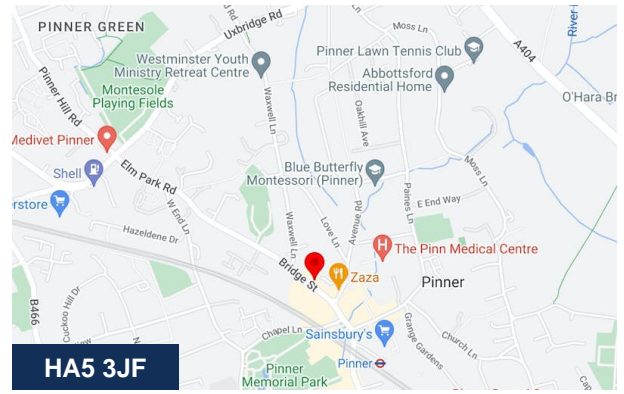 PINNER GREEN
Uxbridge Rd
Moss Ln
River
A404
Westminster Youth
Ministry Retreat Centre
Pinner Lawn Tennis Club
Abbottsford
Residential Home
O'Hara Br
Pinner Hill Rd
Montesole
Playing Fields
Waxwell Ln
Oakhill Ave
Medivet Pinner
Shell
Elm Park Rd
Blue Butterfly
Montessori (Pinner)
Moss Ln
Paines Ln
E End Way
erstore
W End Ln
Hazeldene Dr
Waxwell Ln
Love Ln
Avenue Rd
The Pinn Medical Centre
Bridge St
Zaza
Pinner
B466
Cuckoo Hill Dr
Chapel Ln
Sainsbury's
Grange Gardens
Church Ln
Pinner
Memorial Park
Pinner
HA5 3JF